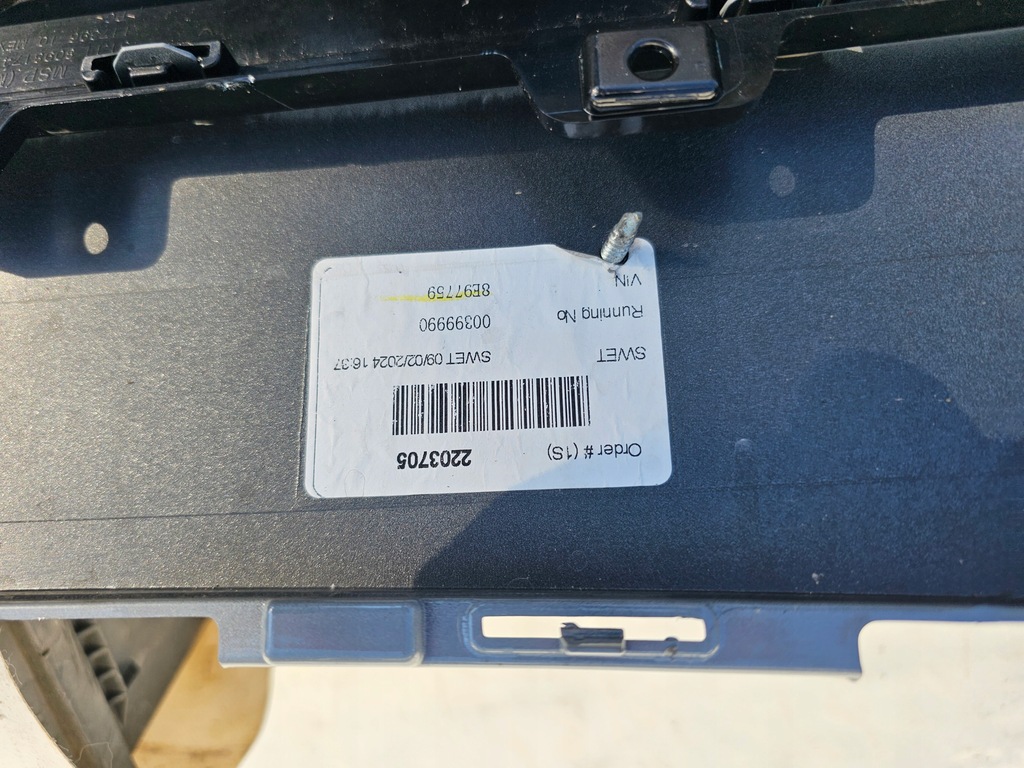 Order # (1S) 2203705
SWET SWET 09/02/2024 16:37
Running No 00399990
VIN 8E97759